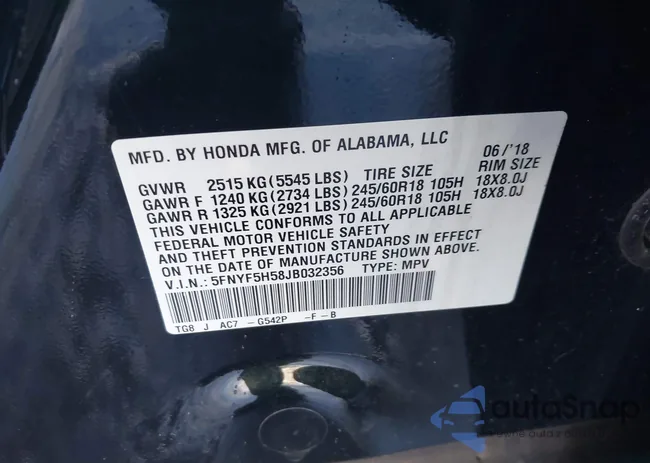 MFD. BY HONDA MFG. OF ALABAMA, LLC 06/'18
GVWR 2515 KG (5545 LBS) TIRE SIZE RIM SIZE
GAWR F 1240 KG (2734 LBS) 245/60R18 105H 18X8.0J
GAWR R 1325 KG (2921 LBS) 245/60R18 105H 18X8.0J
THIS VEHICLE CONFORMS TO ALL APPLICABLE
FEDERAL MOTOR VEHICLE SAFETY
AND THEFT PREVENTION STANDARDS IN EFFECT
ON THE DATE OF MANUFACTURE SHOWN ABOVE.
V.I.N.: 5FNYF5H58JB032356 TYPE: MPV
TG8 J AC7 -G542P -F -B
autoSnap